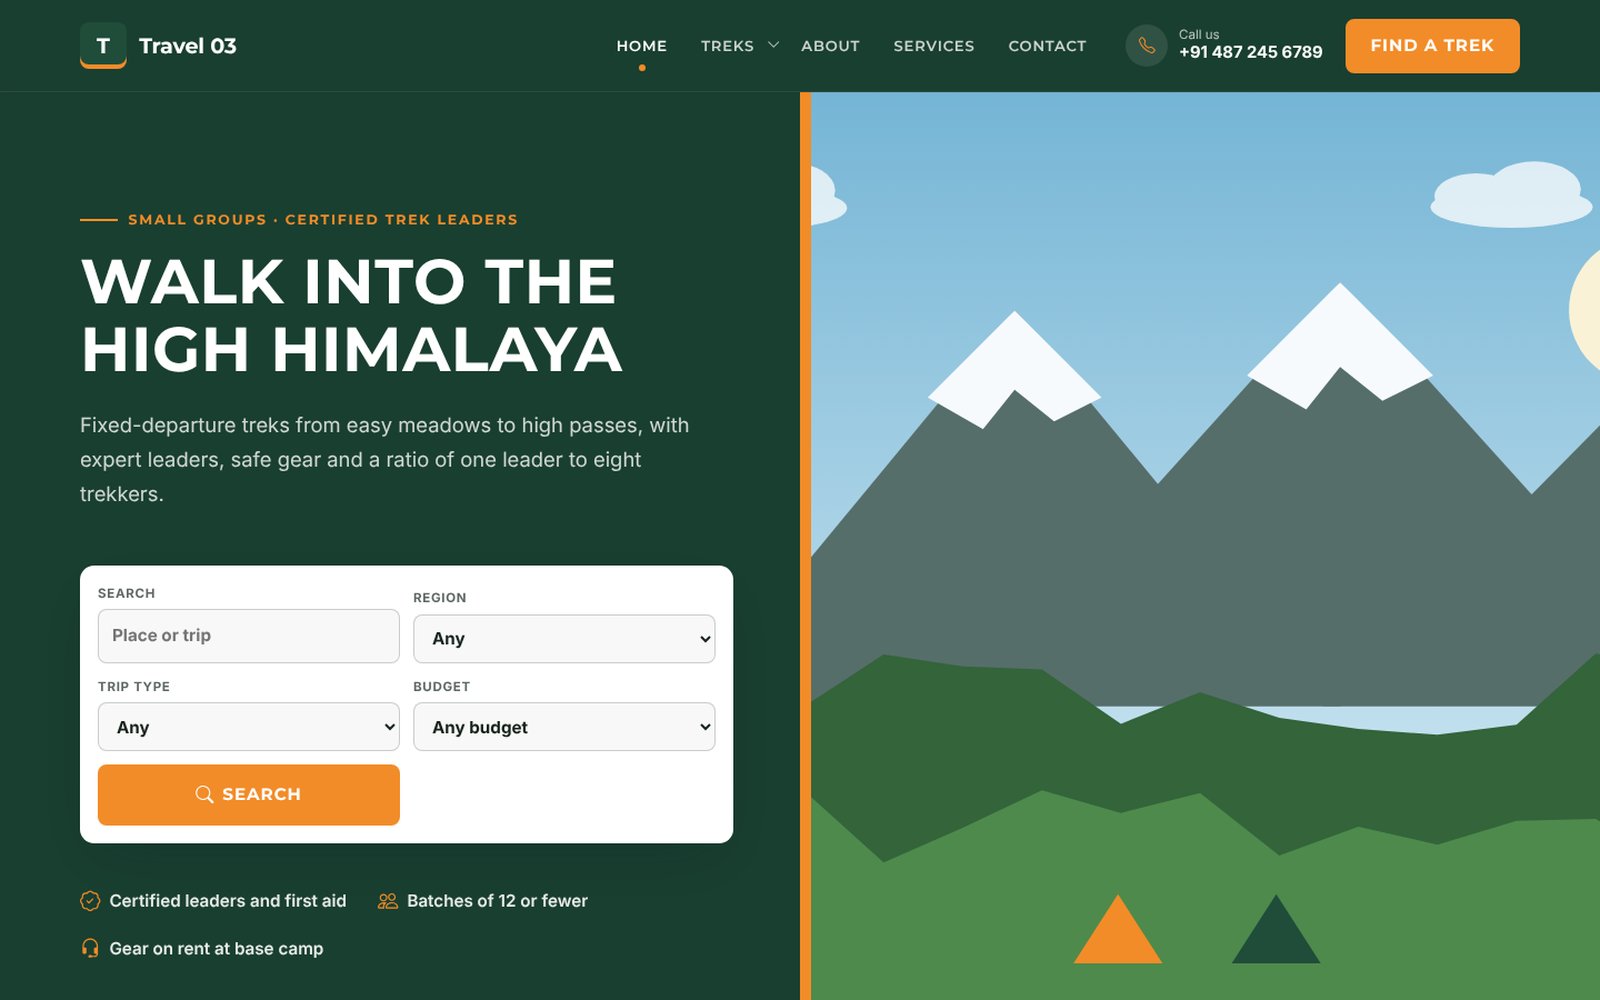 T
Travel 03
HOME
TREKS
ABOUT
SERVICES
CONTACT
Call us
+91 487 245 6789
FIND A TREK
SMALL GROUPS · CERTIFIED TREK LEADERS
WALK INTO THE
HIGH HIMALAYA
Fixed-departure treks from easy meadows to high passes, with
expert leaders, safe gear and a ratio of one leader to eight
trekkers.
SEARCH
Place or trip
REGION
Any
TRIP TYPE
Any
BUDGET
Any budget
SEARCH
Certified leaders and first aid
Batches of 12 or fewer
Gear on rent at base camp